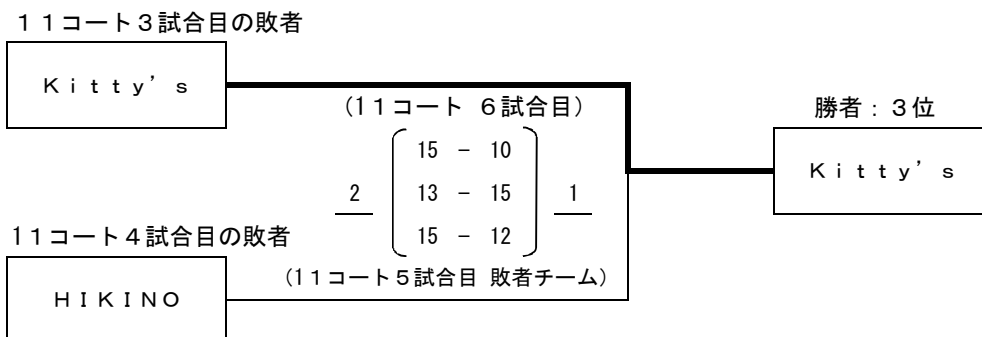 １１コート３試合目の敗者
Ｋｉｔｔｙ’ｓ
（１１コート ６試合目）
勝者：３位
15 － 10
Ｋｉｔｔｙ’ｓ
2 13 － 15 1
15 － 12
１１コート４試合目の敗者
（１１コート５試合目 敗者チーム）
ＨＩＫＩＮＯ